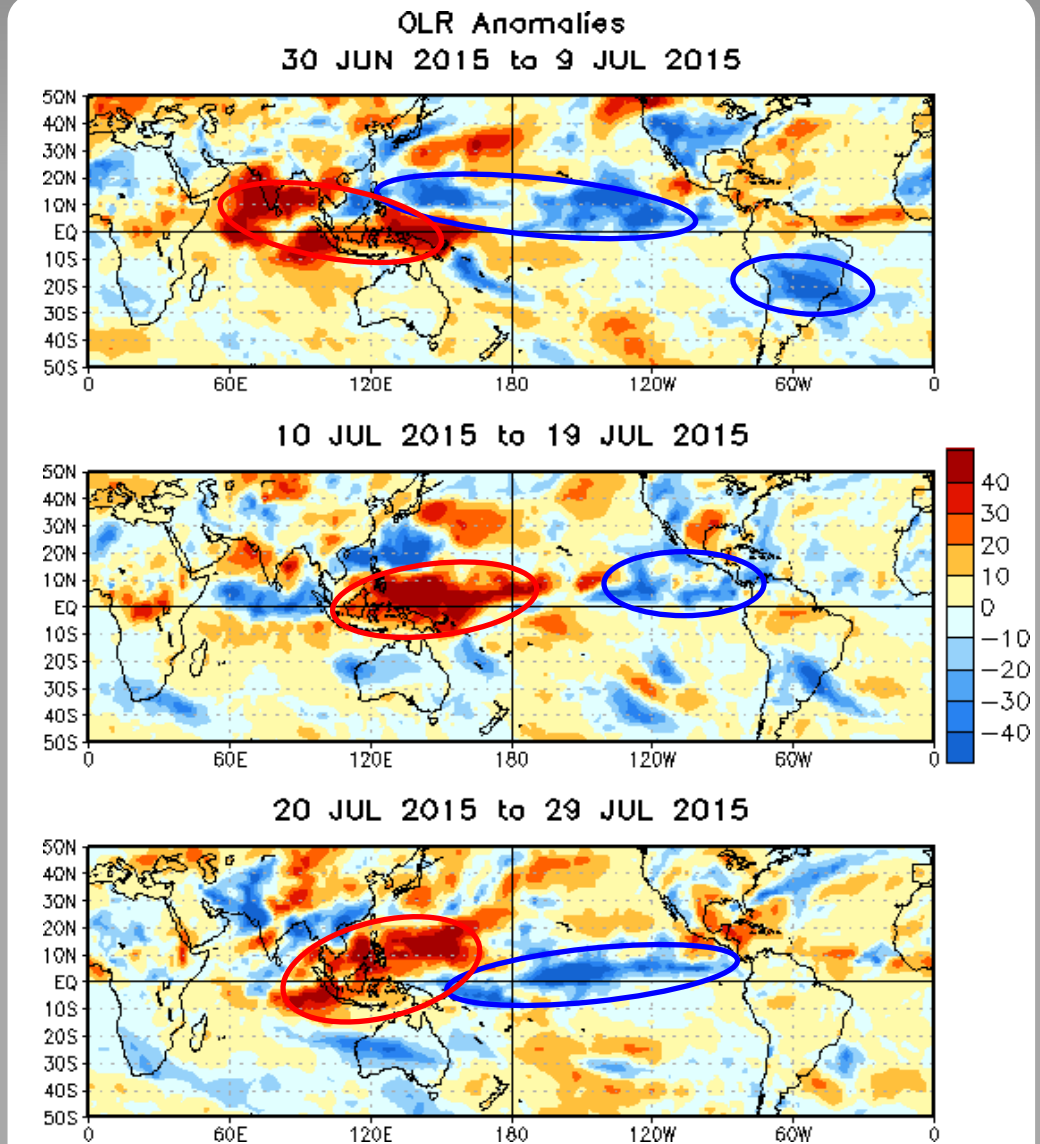 OLR Anomalies
30 JUN 2015 to 9 JUL 2015
50N
40N
30N
20N
10N
EQ
10S
20S
30S
40S
50S
0 60E 120E 180 120W 60W 0
10 JUL 2015 to 19 JUL 2015
50N
40N
30N
20N
10N
EQ
10S
20S
30S
40S
50S
0 60E 120E 180 120W 60W 0
40
30
20
10
0
-10
-20
-30
-40
20 JUL 2015 to 29 JUL 2015
50N
40N
30N
20N
10N
EQ
10S
20S
30S
40S
50S
0 60E 120E 180 120W 60W 0